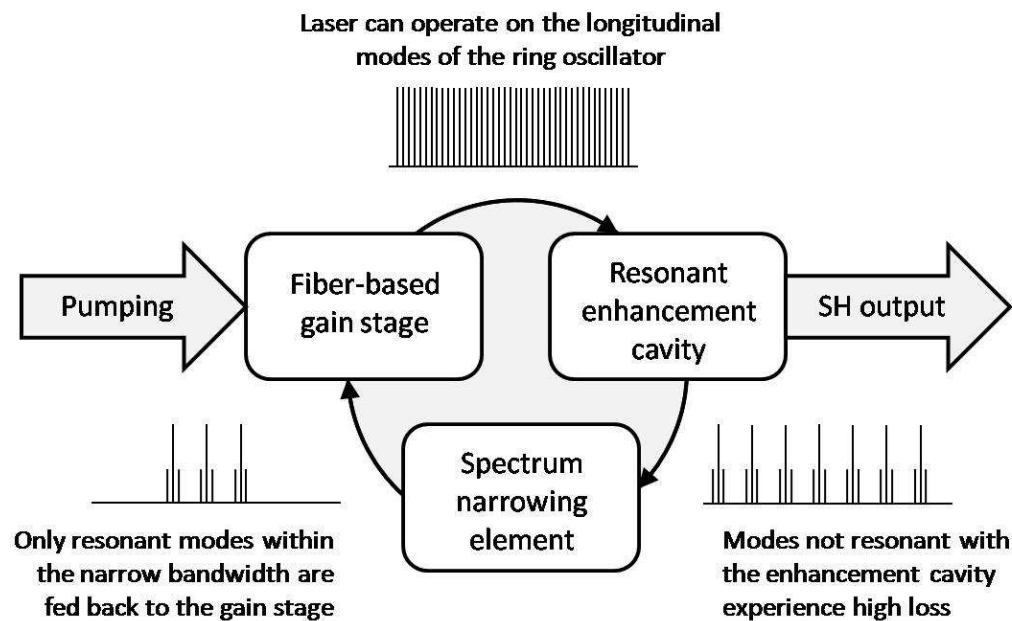 Laser can operate on the longitudinal
modes of the ring oscillator
Pumping
Fiber-based
gain stage
Resonant
enhancement
cavity
SH output
Spectrum
narrowing
element
Only resonant modes within
the narrow bandwidth are
fed back to the gain stage
Modes not resonant with
the enhancement cavity
experience high loss